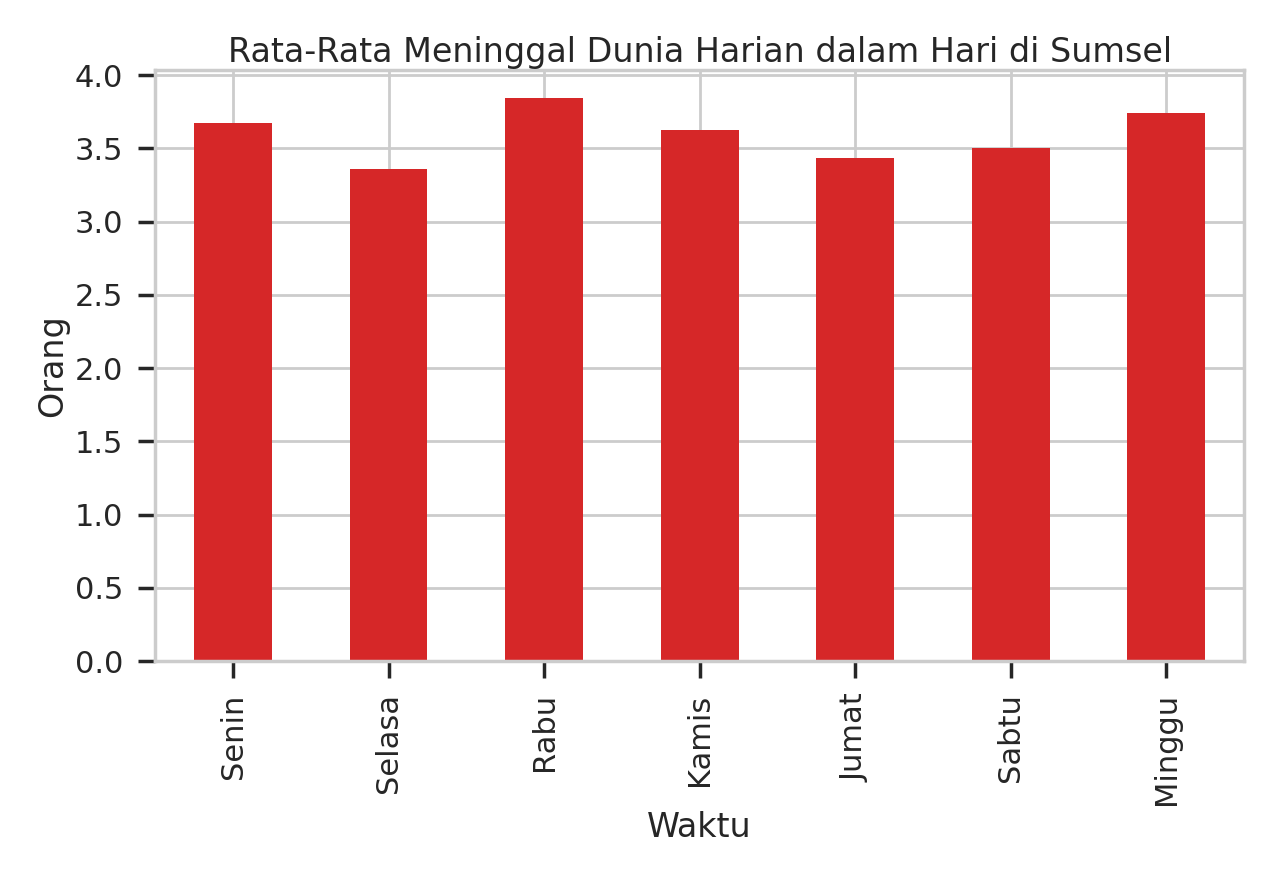 Rata-Rata Meninggal Dunia Harian dalam Hari di Sumsel
4.0
3.5
3.0
2.5
2.0
1.5
1.0
0.5
0.0
Orang
Senin
Selasa
Rabu
Kamis
Jumat
Sabtu
Minggu
Waktu